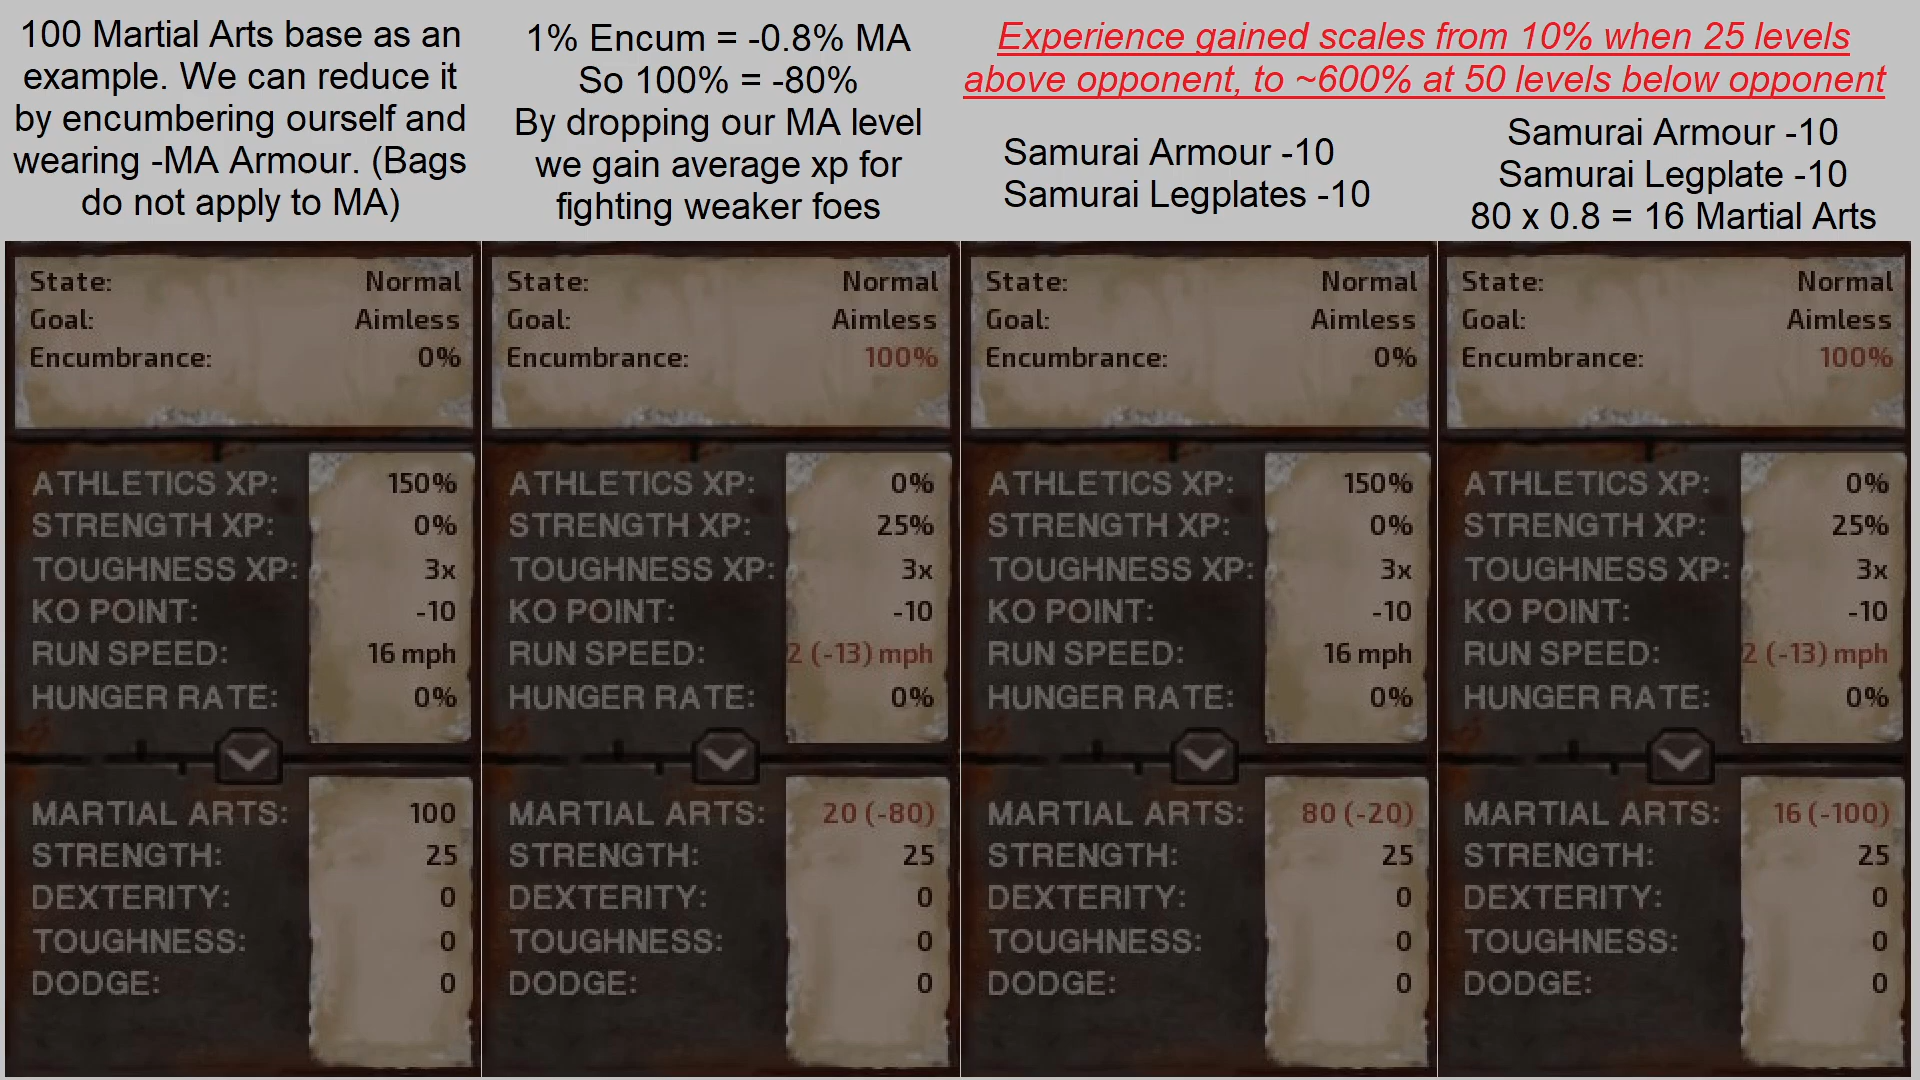 100 Martial Arts base as an
example. We can reduce it
by encumbering ourself and
wearing -MA Armour. (Bags
do not apply to MA)
1% Encum = -0.8% MA
So 100% = -80%
By dropping our MA level
we gain average xp for
fighting weaker foes
Experience gained scales from 10% when 25 levels
above opponent, to ~600% at 50 levels below opponent
Samurai Armour -10
Samurai Legplates -10
Samurai Armour -10
Samurai Legplate -10
80 x 0.8 = 16 Martial Arts
State: Normal
Goal: Aimless
Encumbrance: 0%
ATHLETICS XP: 150%
STRENGTH XP: 0%
TOUGHNESS XP: 3x
KO POINT: -10
RUN SPEED: 16 mph
HUNGER RATE: 0%
MARTIAL ARTS: 100
STRENGTH: 25
DEXTERITY: 0
TOUGHNESS: 0
DODGE: 0
State: Normal
Goal: Aimless
Encumbrance: 100%
ATHLETICS XP: 0%
STRENGTH XP: 25%
TOUGHNESS XP: 3x
KO POINT: -10
RUN SPEED: 2 (-13) mph
HUNGER RATE: 0%
MARTIAL ARTS: 20 (-80)
STRENGTH: 25
DEXTERITY: 0
TOUGHNESS: 0
DODGE: 0
State: Normal
Goal: Aimless
Encumbrance: 0%
ATHLETICS XP: 150%
STRENGTH XP: 0%
TOUGHNESS XP: 3x
KO POINT: -10
RUN SPEED: 16 mph
HUNGER RATE: 0%
MARTIAL ARTS: 80 (-20)
STRENGTH: 25
DEXTERITY: 0
TOUGHNESS: 0
DODGE: 0
State: Normal
Goal: Aimless
Encumbrance: 100%
ATHLETICS XP: 0%
STRENGTH XP: 25%
TOUGHNESS XP: 3x
KO POINT: -10
RUN SPEED: 2 (-13) mph
HUNGER RATE: 0%
MARTIAL ARTS: 16 (-100)
STRENGTH: 25
DEXTERITY: 0
TOUGHNESS: 0
DODGE: 0